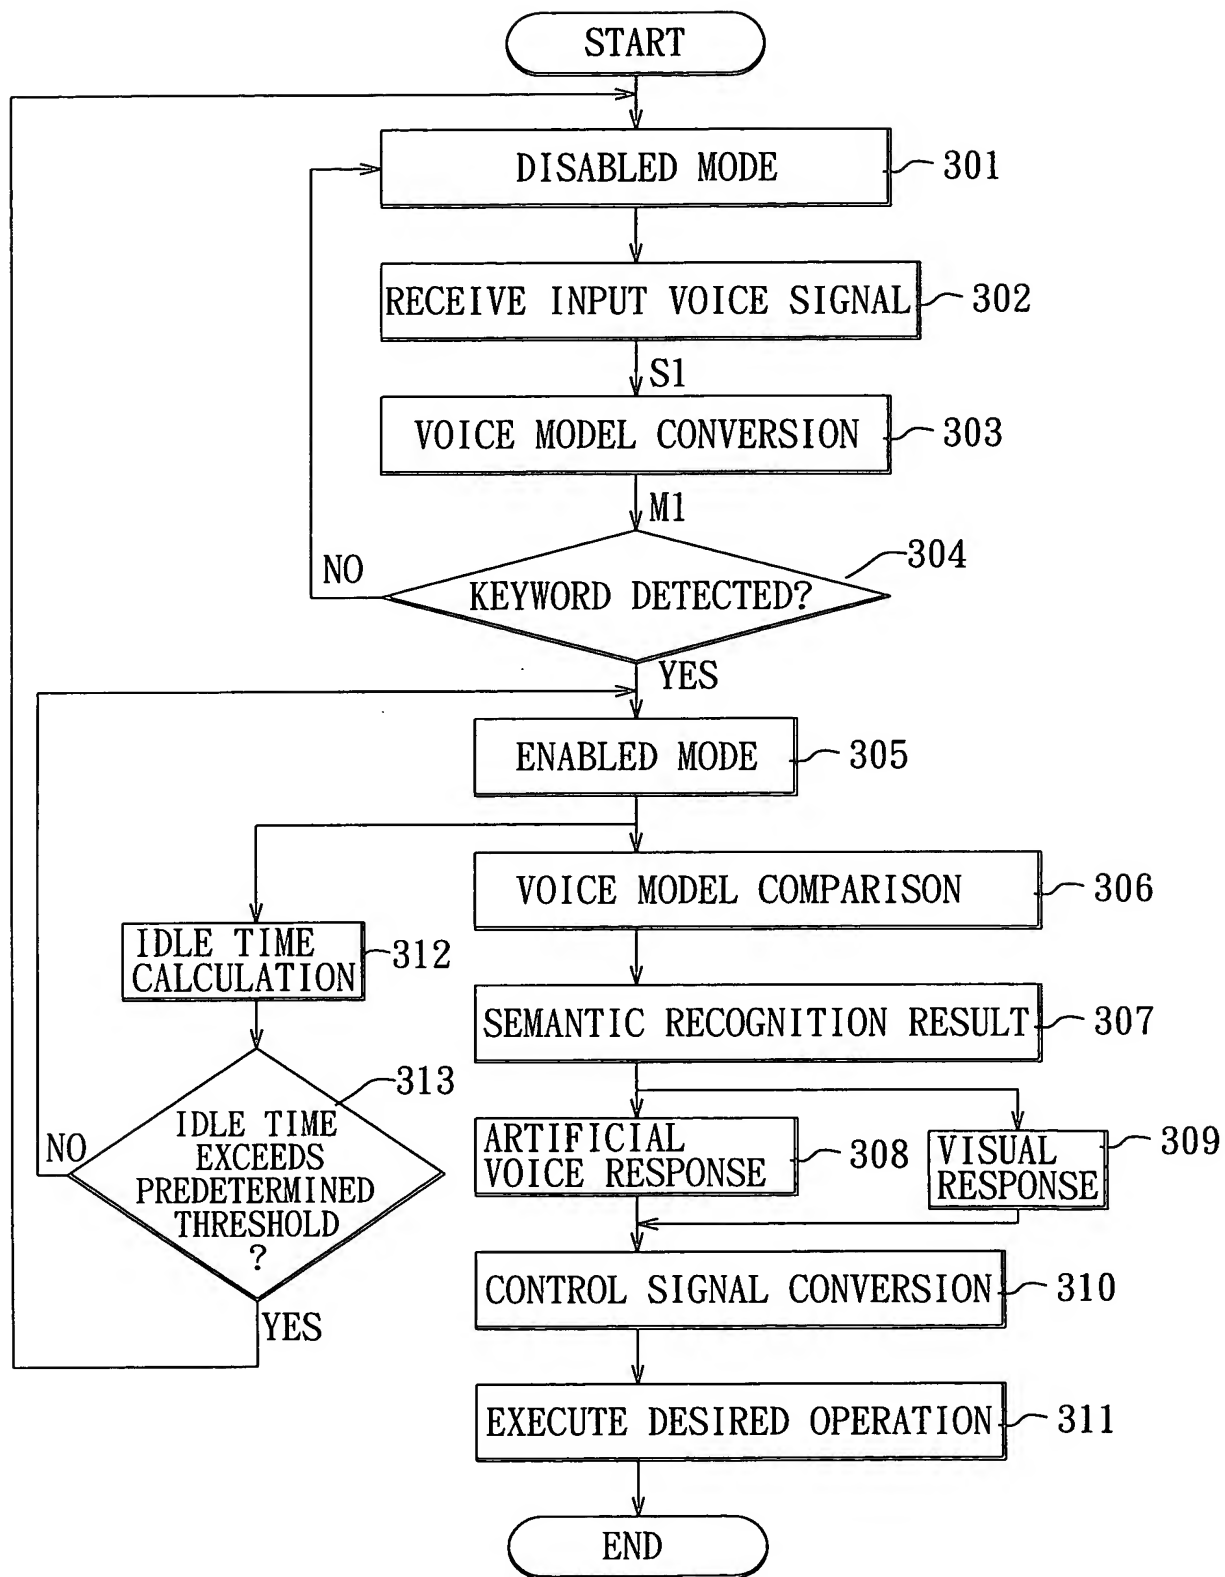 START
DISABLED MODE
301
RECEIVE INPUT VOICE SIGNAL
302
S1
VOICE MODEL CONVERSION
303
M1
304
NO
KEYWORD DETECTED?
YES
ENABLED MODE
305
VOICE MODEL COMPARISON
306
IDLE TIME
CALCULATION
312
SEMANTIC RECOGNITION RESULT
307
313
NO
IDLE TIME
EXCEEDS
PREDETERMINED
THRESHOLD
?
YES
ARTIFICIAL
VOICE RESPONSE
308
VISUAL
RESPONSE
309
CONTROL SIGNAL CONVERSION
310
EXECUTE DESIRED OPERATION
311
END